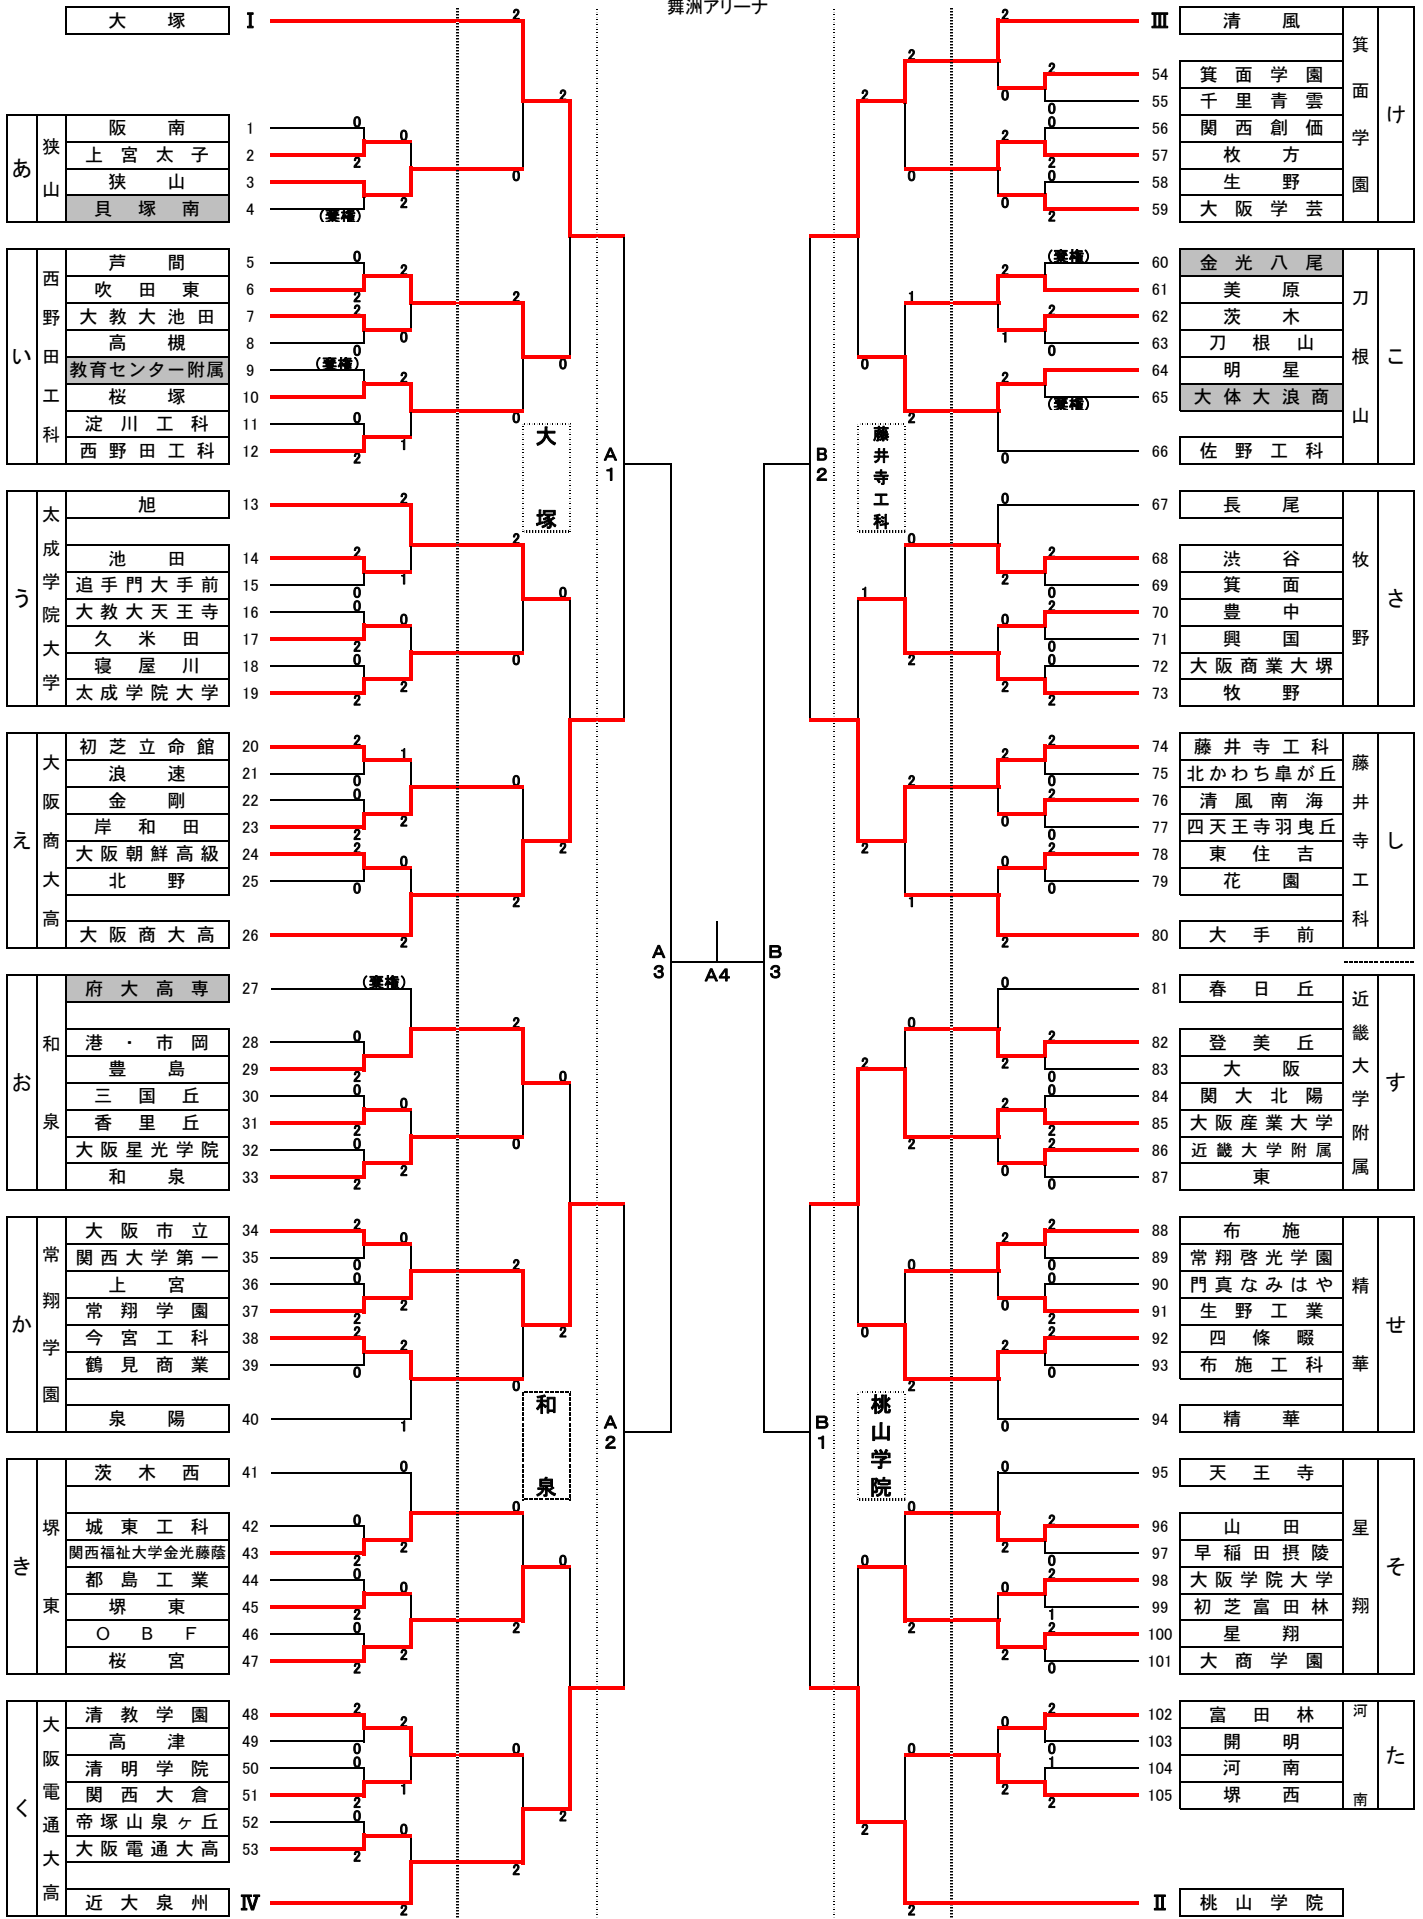 舞洲アリーナ
大塚 Ⅰ
あ 狭山
阪南 1
上宮太子 2
狭山 3
貝塚南 4 (棄権)
い 西野田工科
芦間 5
吹田東 6
大教大池田 7
高槻 8
教育センター附属 9 (棄権)
桜塚 10
淀川工科 11
西野田工科 12
う 太成学院大学
旭 13
池田 14
追手門大手前 15
大教大天王寺 16
久米田 17
寝屋川 18
太成学院大学 19
え 大阪商大高
初芝立命館 20
浪速 21
金剛 22
岸和田 23
大阪朝鮮高級 24
北野 25
大阪商大高 26
お 和泉
府大高専 27 (棄権)
港・市岡 28
豊島 29
三国丘 30
香里丘 31
大阪星光学院 32
和泉 33
か 常翔学園
大阪市立 34
関西大学第一 35
上宮 36
常翔学園 37
今宮工科 38
鶴見商業 39
泉陽 40
き 堺東
茨木西 41
城東工科 42
関西福祉大学金光藤蔭 43
都島工業 44
堺東 45
OBF 46
桜宮 47
く 大阪電通大高
清教学園 48
高津 49
清明学院 50
関西大倉 51
帝塚山泉ヶ丘 52
大阪電通大高 53
近大泉州 Ⅳ
大塚
和泉
A1
A2
A3
A4
B3
B2
B1
藤井寺工科
桃山学院
Ⅲ 清風
箕面学園 け
54 箕面学園
55 千里青雲
56 関西創価
57 枚方
58 生野
59 大阪学芸
刀根山 こ
(棄権) 60 金光八尾
61 美原
62 茨木
63 刀根山
64 明星
(棄権) 65 大体大浪商
66 佐野工科
牧野 さ
67 長尾
68 渋谷
69 箕面
70 豊中
71 興国
72 大阪商業大堺
73 牧野
藤井寺工科 し
74 藤井寺工科
75 北かわち皐が丘
76 清風南海
77 四天王寺羽曳丘
78 東住吉
79 花園
80 大手前
近畿大学附属 す
81 春日丘
82 登美丘
83 大阪
84 関大北陽
85 大阪産業大学
86 近畿大学附属
87 東
精華 せ
88 布施
89 常翔啓光学園
90 門真なみはや
91 生野工業
92 四條畷
93 布施工科
94 精華
星翔 そ
95 天王寺
96 山田
97 早稲田摂陵
98 大阪学院大学
99 初芝富田林
100 星翔
101 大商学園
河南 た
102 富田林
103 開明
104 河南
105 堺西
Ⅱ 桃山学院